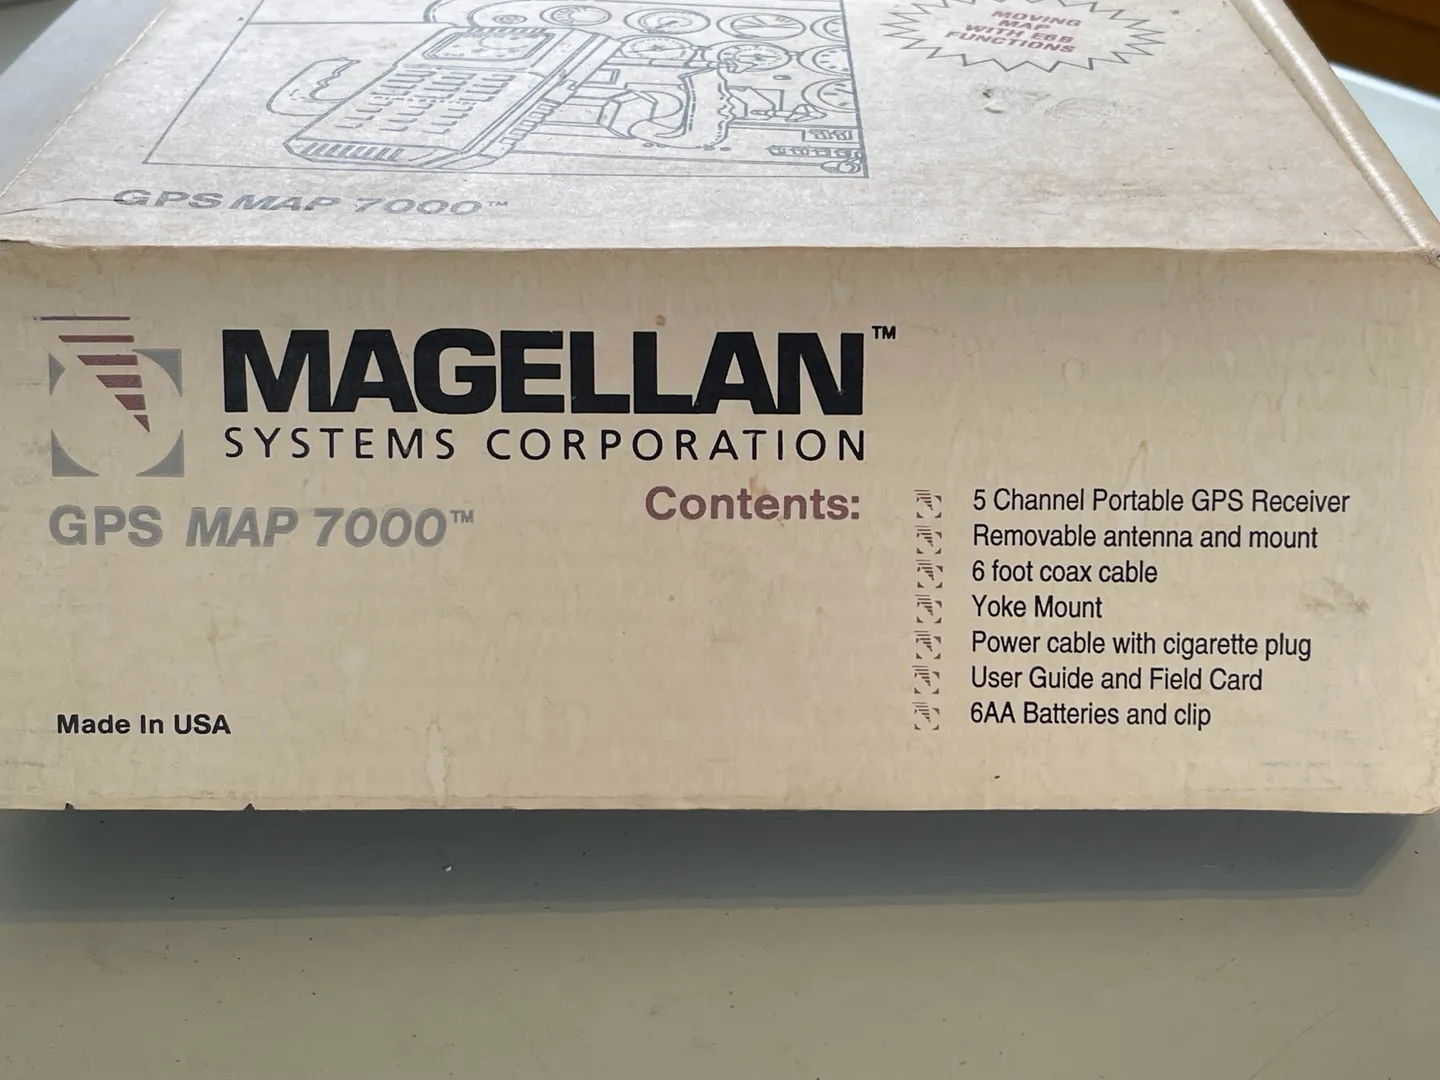 MOVING
MAP
WITH E6B
FUNCTIONS
GPS MAP 7000™
MAGELLAN™
SYSTEMS CORPORATION
GPS MAP 7000™
Contents:
5 Channel Portable GPS Receiver
Removable antenna and mount
6 foot coax cable
Yoke Mount
Power cable with cigarette plug
User Guide and Field Card
6AA Batteries and clip
Made In USA